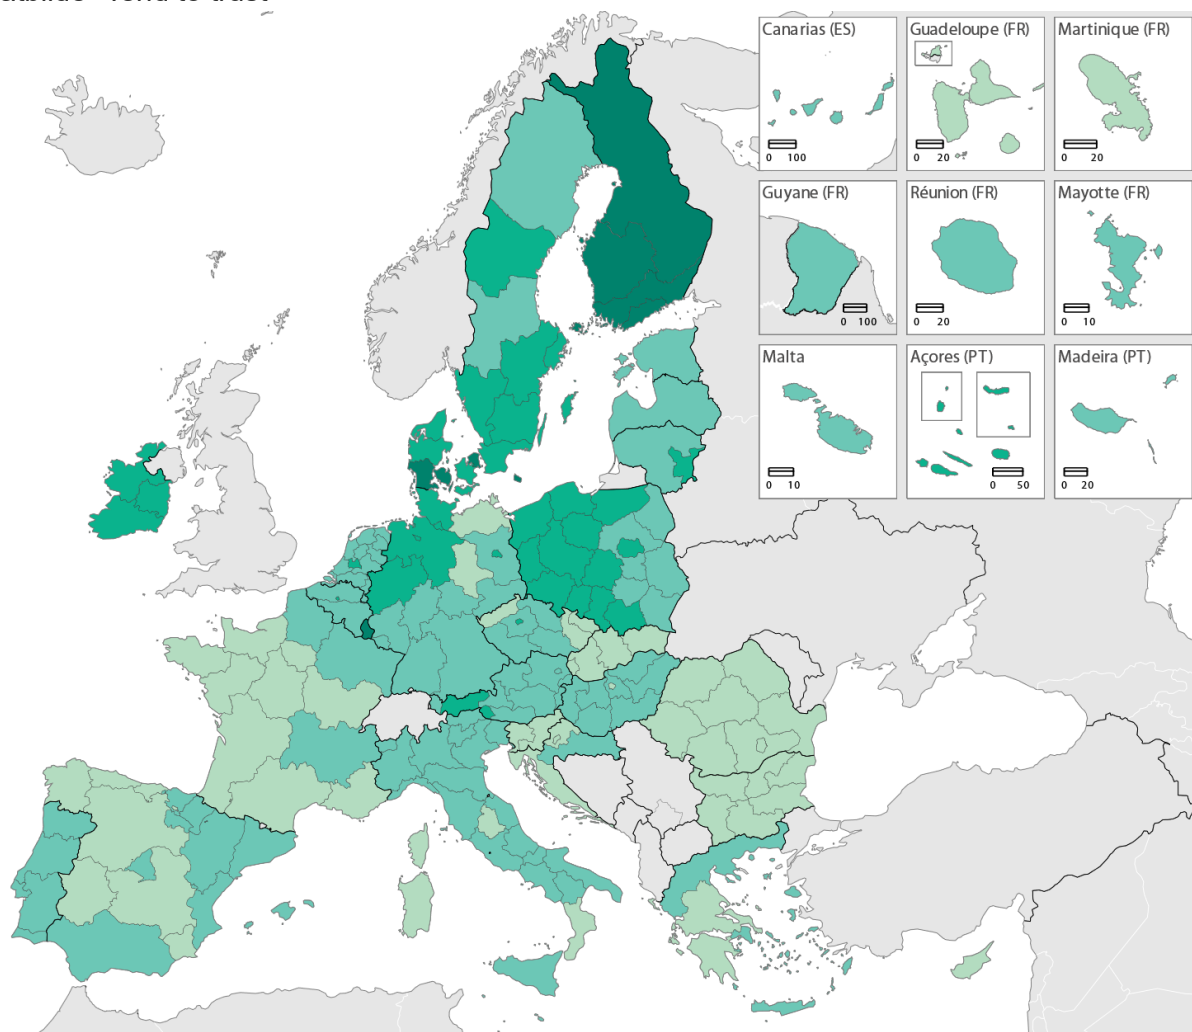 Canarias (ES)
0 100
Guadeloupe (FR)
0 20
Martinique (FR)
0 20
Guyane (FR)
0 100
Réunion (FR)
0 20
Mayotte (FR)
0 10
Malta
0 10
Açores (PT)
0 50
Madeira (PT)
0 20